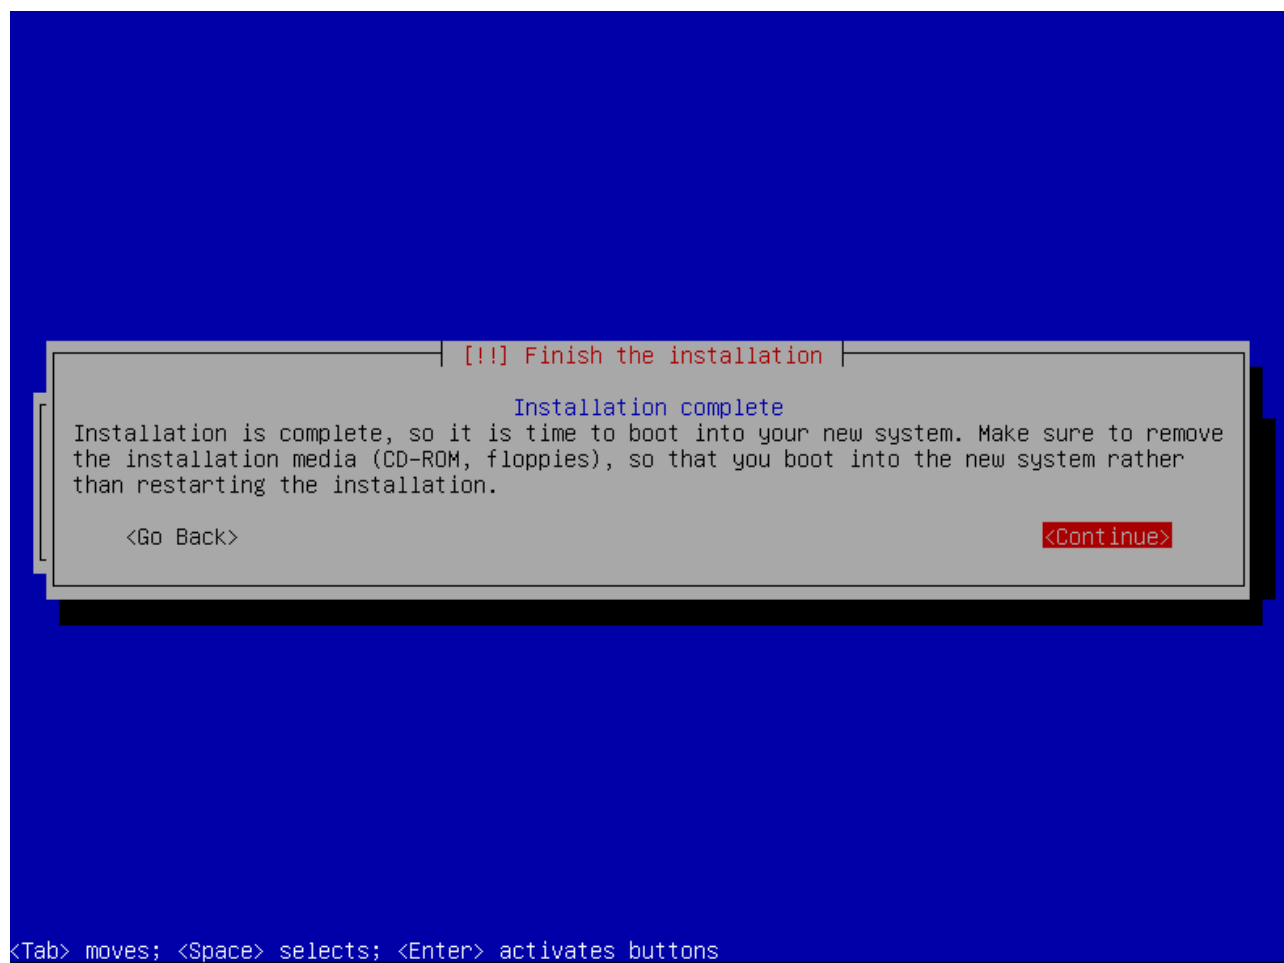 [!!] Finish the installation
Installation complete
Installation is complete, so it is time to boot into your new system. Make sure to remove
the installation media (CD-ROM, floppies), so that you boot into the new system rather
than restarting the installation.
<Go Back> <Continue>
<Tab> moves; <Space> selects; <Enter> activates buttons